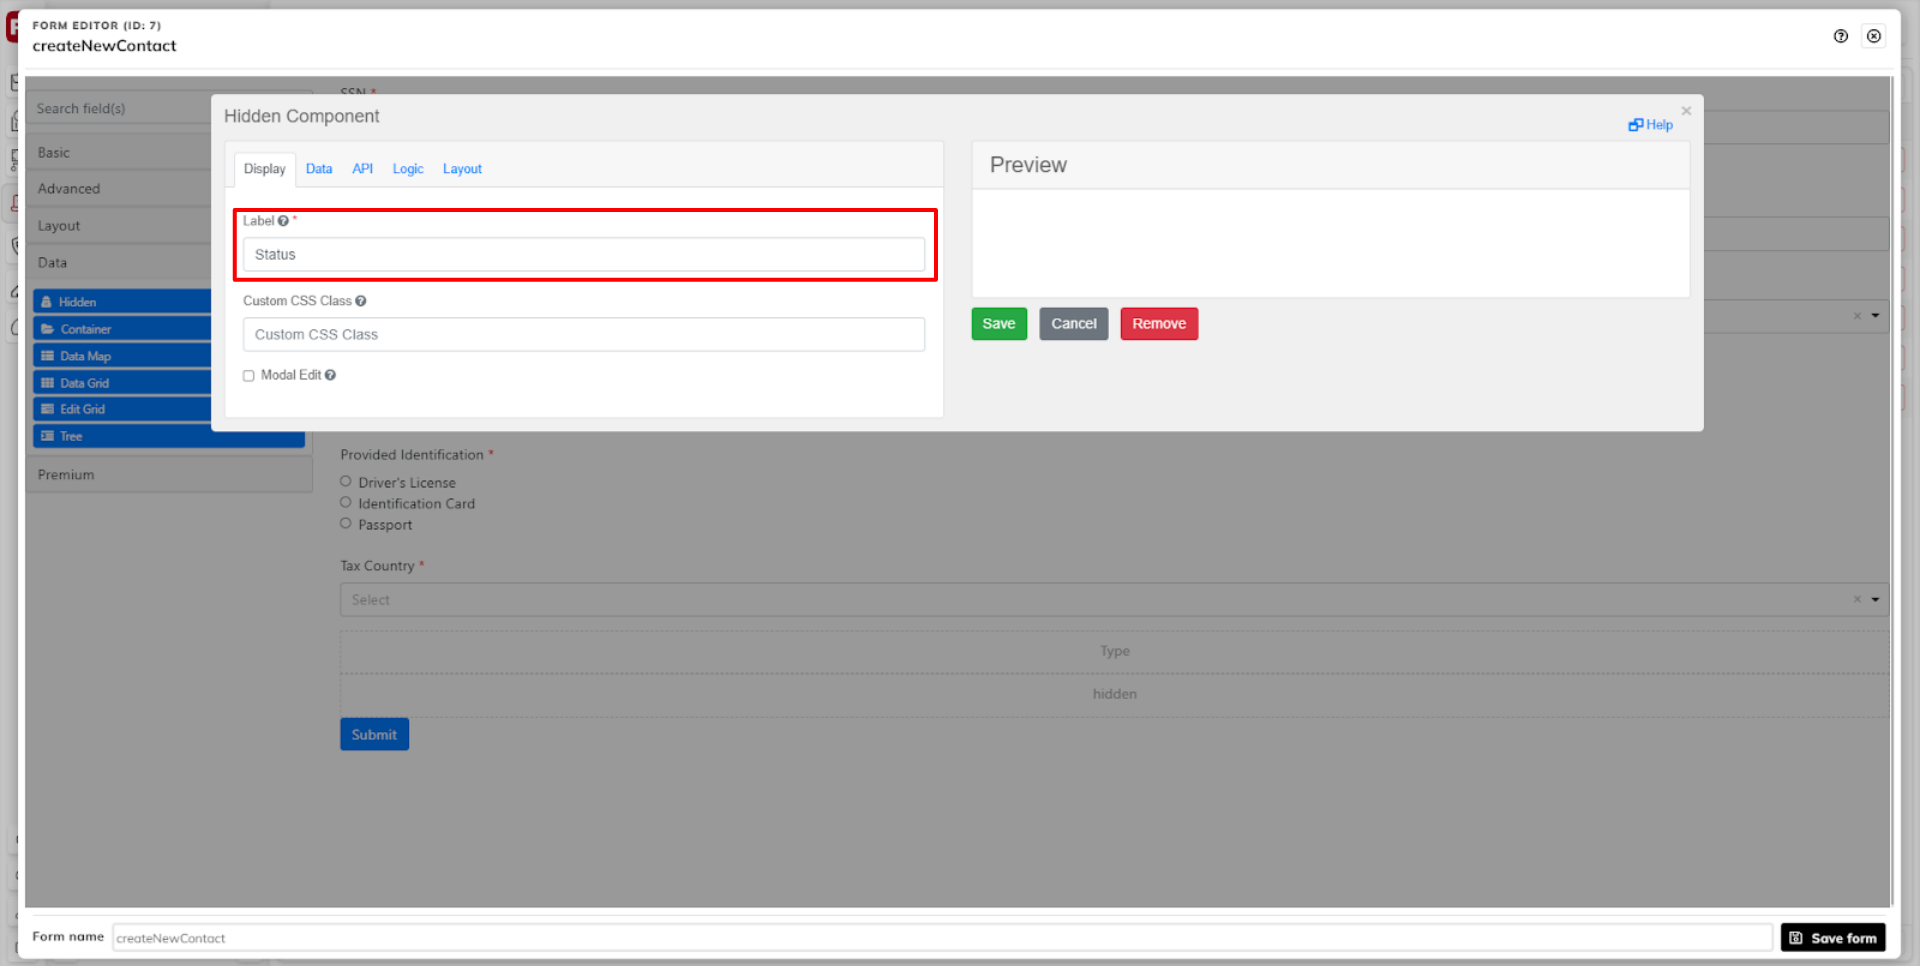 FORM EDITOR (ID: 7)
createNewContact
Search field(s)
Basic
Advanced
Layout
Data
Hidden
Container
Data Map
Data Grid
Edit Grid
Tree
Premium
SSN *
Hidden Component
Help
Display Data API Logic Layout
Label *
Status
Custom CSS Class
Custom CSS Class
Modal Edit
Preview
Save Cancel Remove
Provided Identification *
Driver's License
Identification Card
Passport
Tax Country *
Select
Type
hidden
Submit
Form name createNewContact Save form